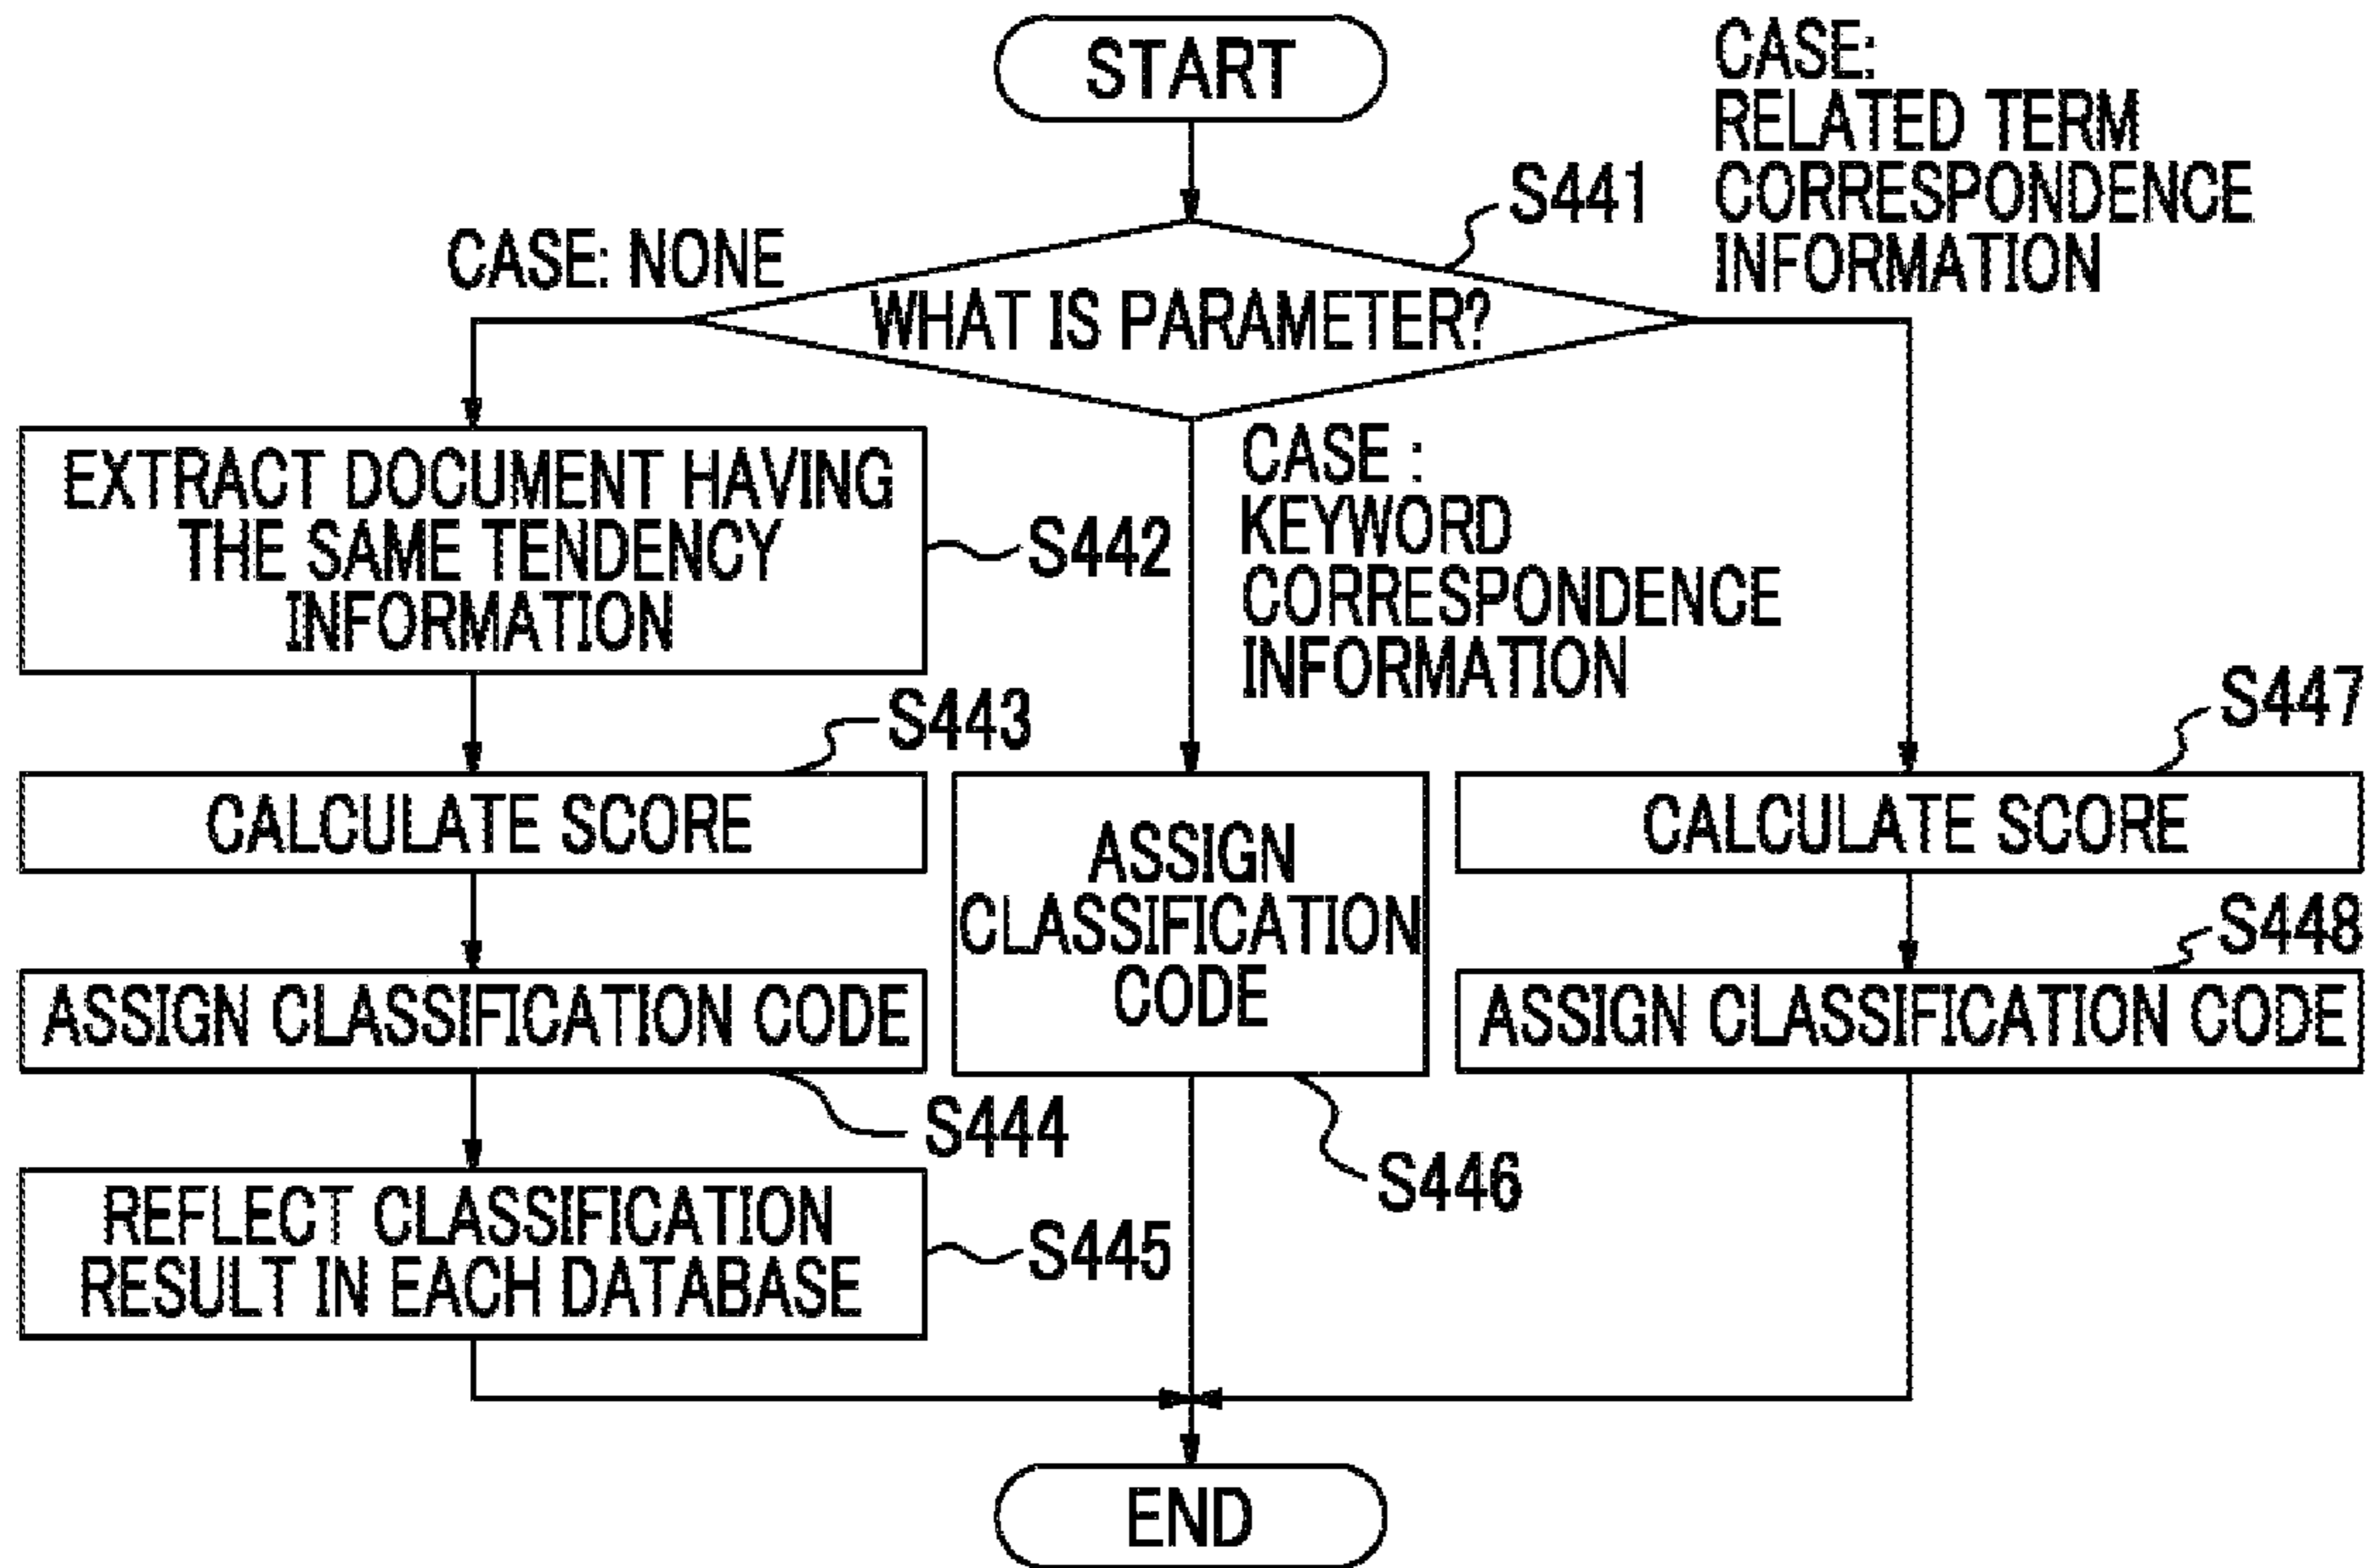 START
CASE:
RELATED TERM
CORRESPONDENCE
INFORMATION
S441
CASE: NONE
WHAT IS PARAMETER?
EXTRACT DOCUMENT HAVING
THE SAME TENDENCY
INFORMATION
S442
CASE :
KEYWORD
CORRESPONDENCE
INFORMATION
S443
S447
CALCULATE SCORE
ASSIGN
CLASSIFICATION
CODE
CALCULATE SCORE
S448
ASSIGN CLASSIFICATION CODE
ASSIGN CLASSIFICATION CODE
S444
S446
REFLECT CLASSIFICATION
RESULT IN EACH DATABASE
S445
END